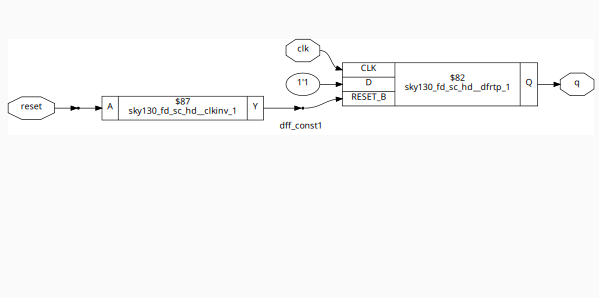 clk
CLK
1'1
D
$82
sky130_fd_sc_hd__dfrtp_1
Q
q
RESET_B
reset
A
$87
sky130_fd_sc_hd__clkinv_1
Y
dff_const1